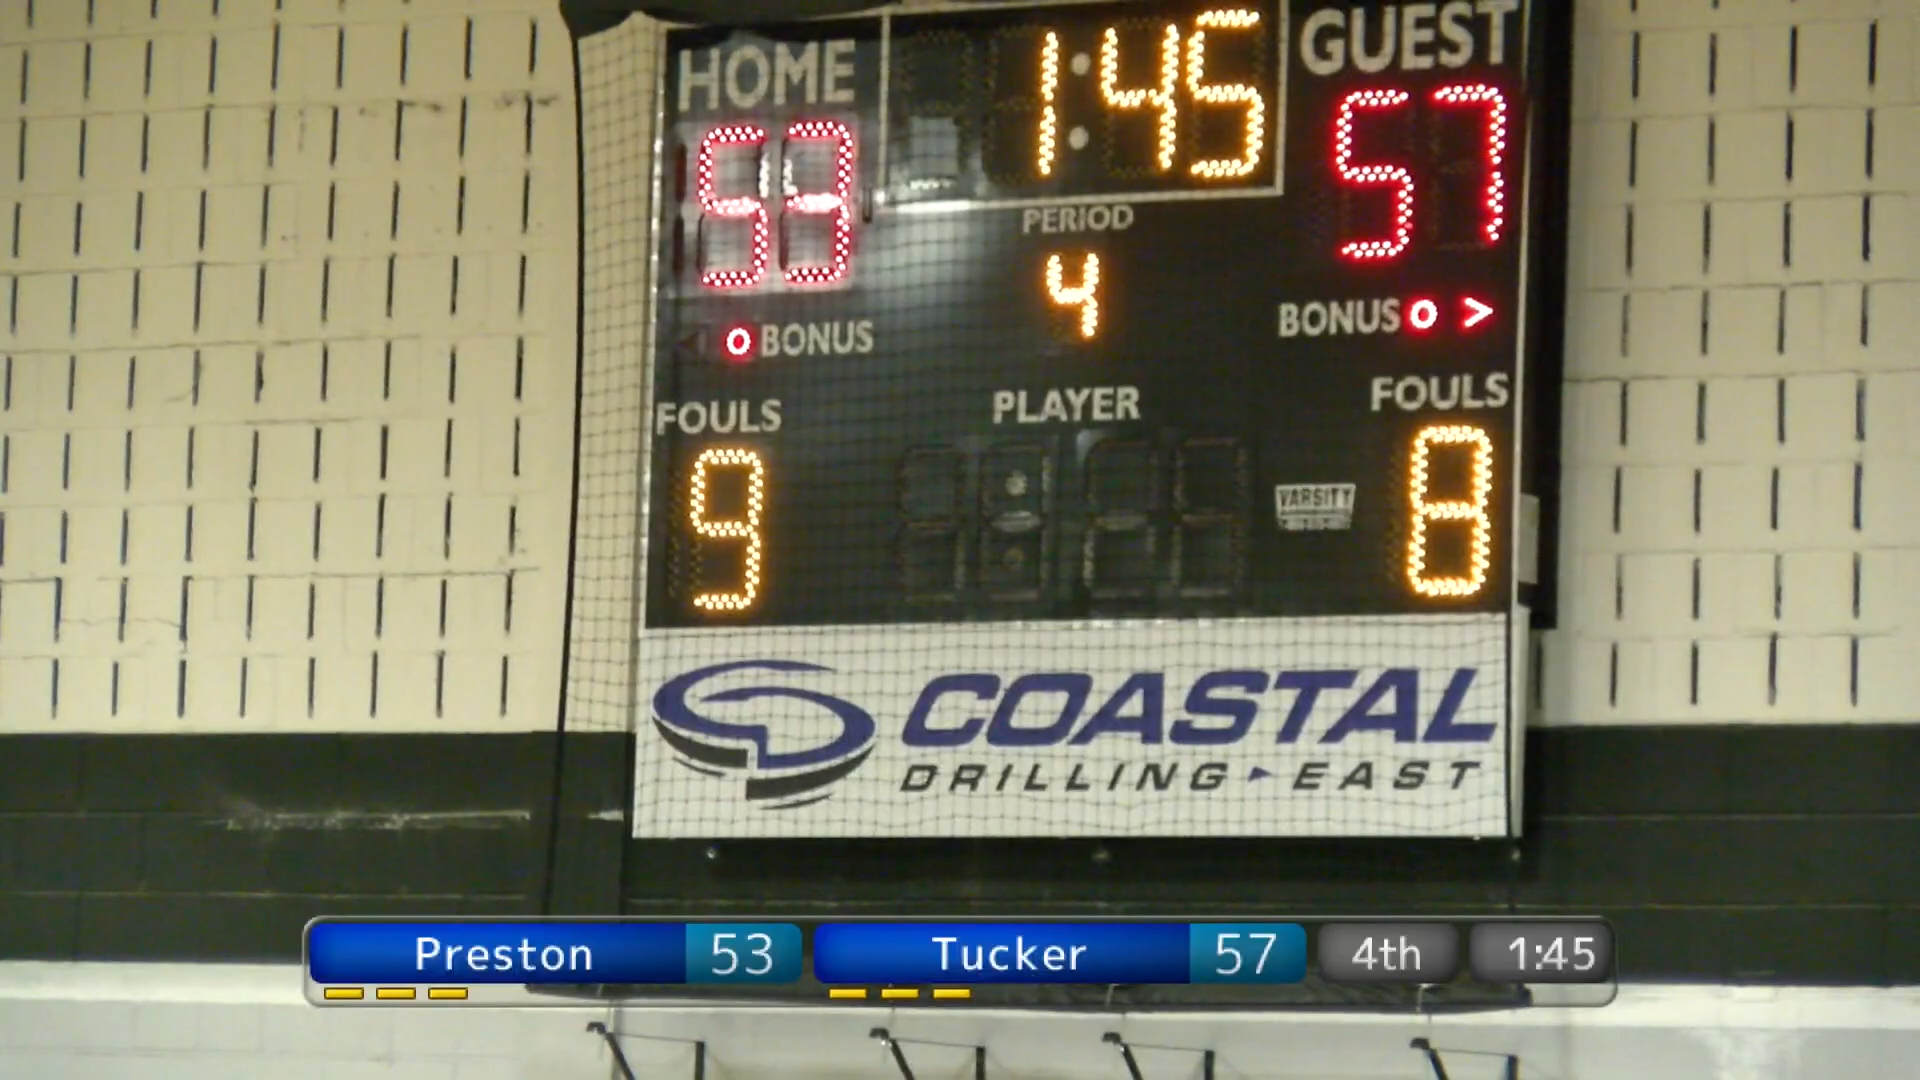 HOME
1:45
GUEST
53
57
PERIOD
4
BONUS
BONUS
FOULS
PLAYER
FOULS
9
VARSITY
8
COASTAL
DRILLING EAST
Preston 53 Tucker 57 4th 1:45